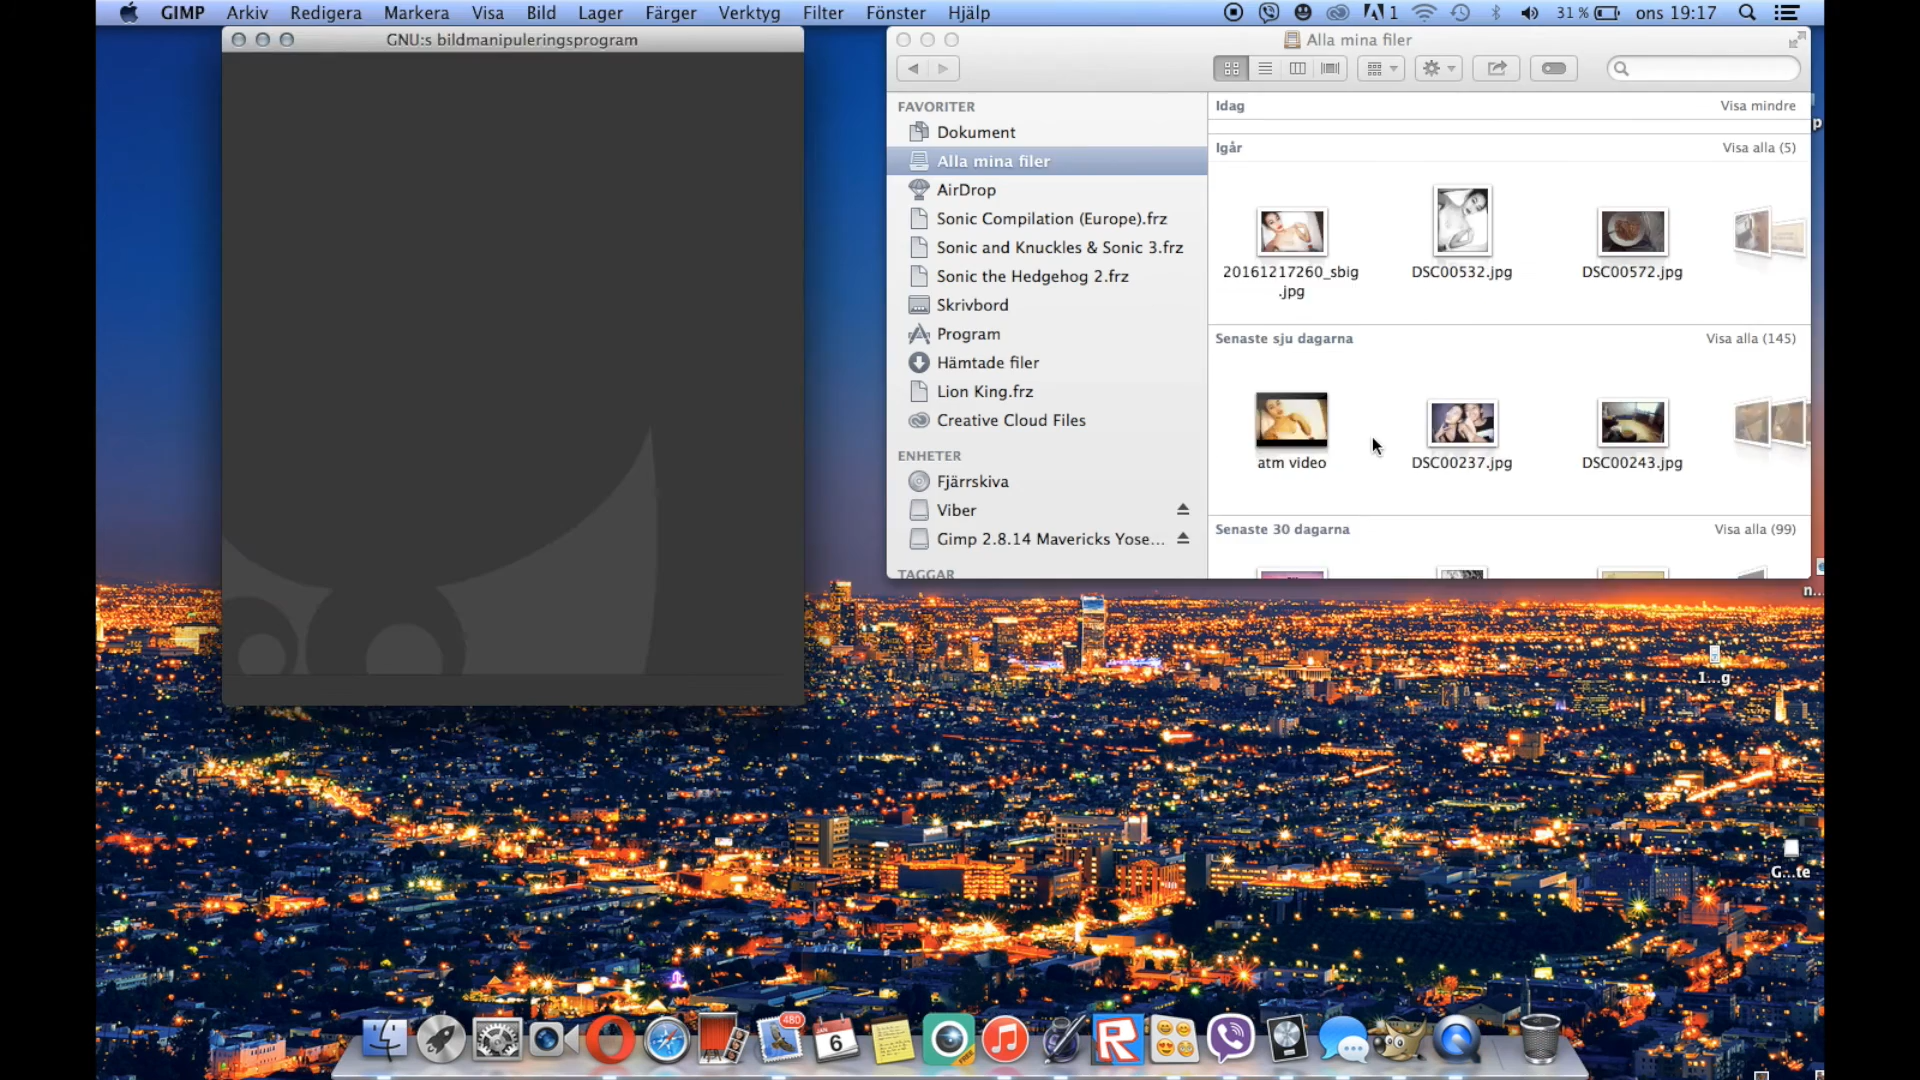 GIMP Arkiv Redigera Markera Visa Bild Lager Färger Verktyg Filter Fönster Hjälp 1 31 % ons 19:17
GNU:s bildmanipuleringsprogram
Alla mina filer
FAVORITER
Dokument
Alla mina filer
AirDrop
Sonic Compilation (Europe).frz
Sonic and Knuckles & Sonic 3.frz
Sonic the Hedgehog 2.frz
Skrivbord
Program
Hämtade filer
Lion King.frz
Creative Cloud Files
ENHETER
Fjärrskiva
Viber
Gimp 2.8.14 Mavericks Yose...
TAGGAR
Idag Visa mindre
Igår Visa alla (5)
20161217260_sbig
.jpg
DSC00532.jpg
DSC00572.jpg
Senaste sju dagarna Visa alla (145)
atm video
DSC00237.jpg
DSC00243.jpg
Senaste 30 dagarna Visa alla (99)
p
n...
1...g
G...te
480
JAN
6
FREE